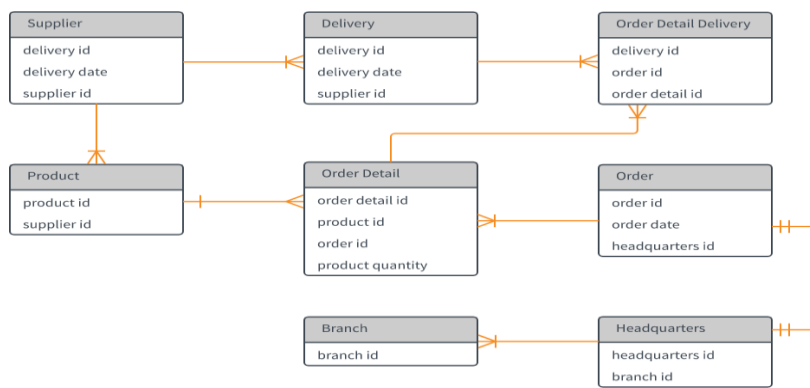 Supplier
delivery id
delivery date
supplier id
Delivery
delivery id
delivery date
supplier id
Order Detail Delivery
delivery id
order id
order detail id
Product
product id
supplier id
Order Detail
order detail id
product id
order id
product quantity
Order
order id
order date
headquarters id
Branch
branch id
Headquarters
headquarters id
branch id